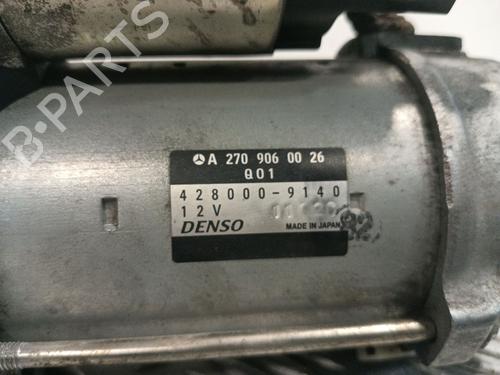 A 270 906 00 26
Q01
428000-9140
12V
DENSO
MADE IN JAPAN
B-PARTS